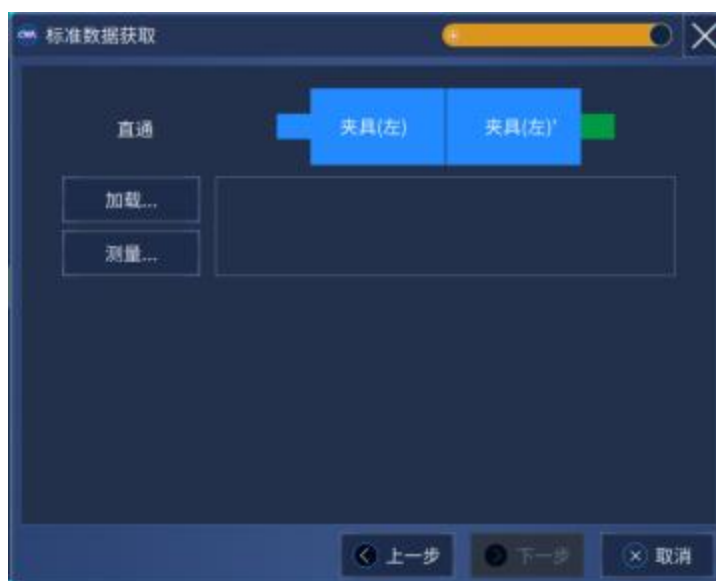 标准数据获取
直通
夹具(左)
夹具(左)'
加载...
测量...
上一步
下一步
取消